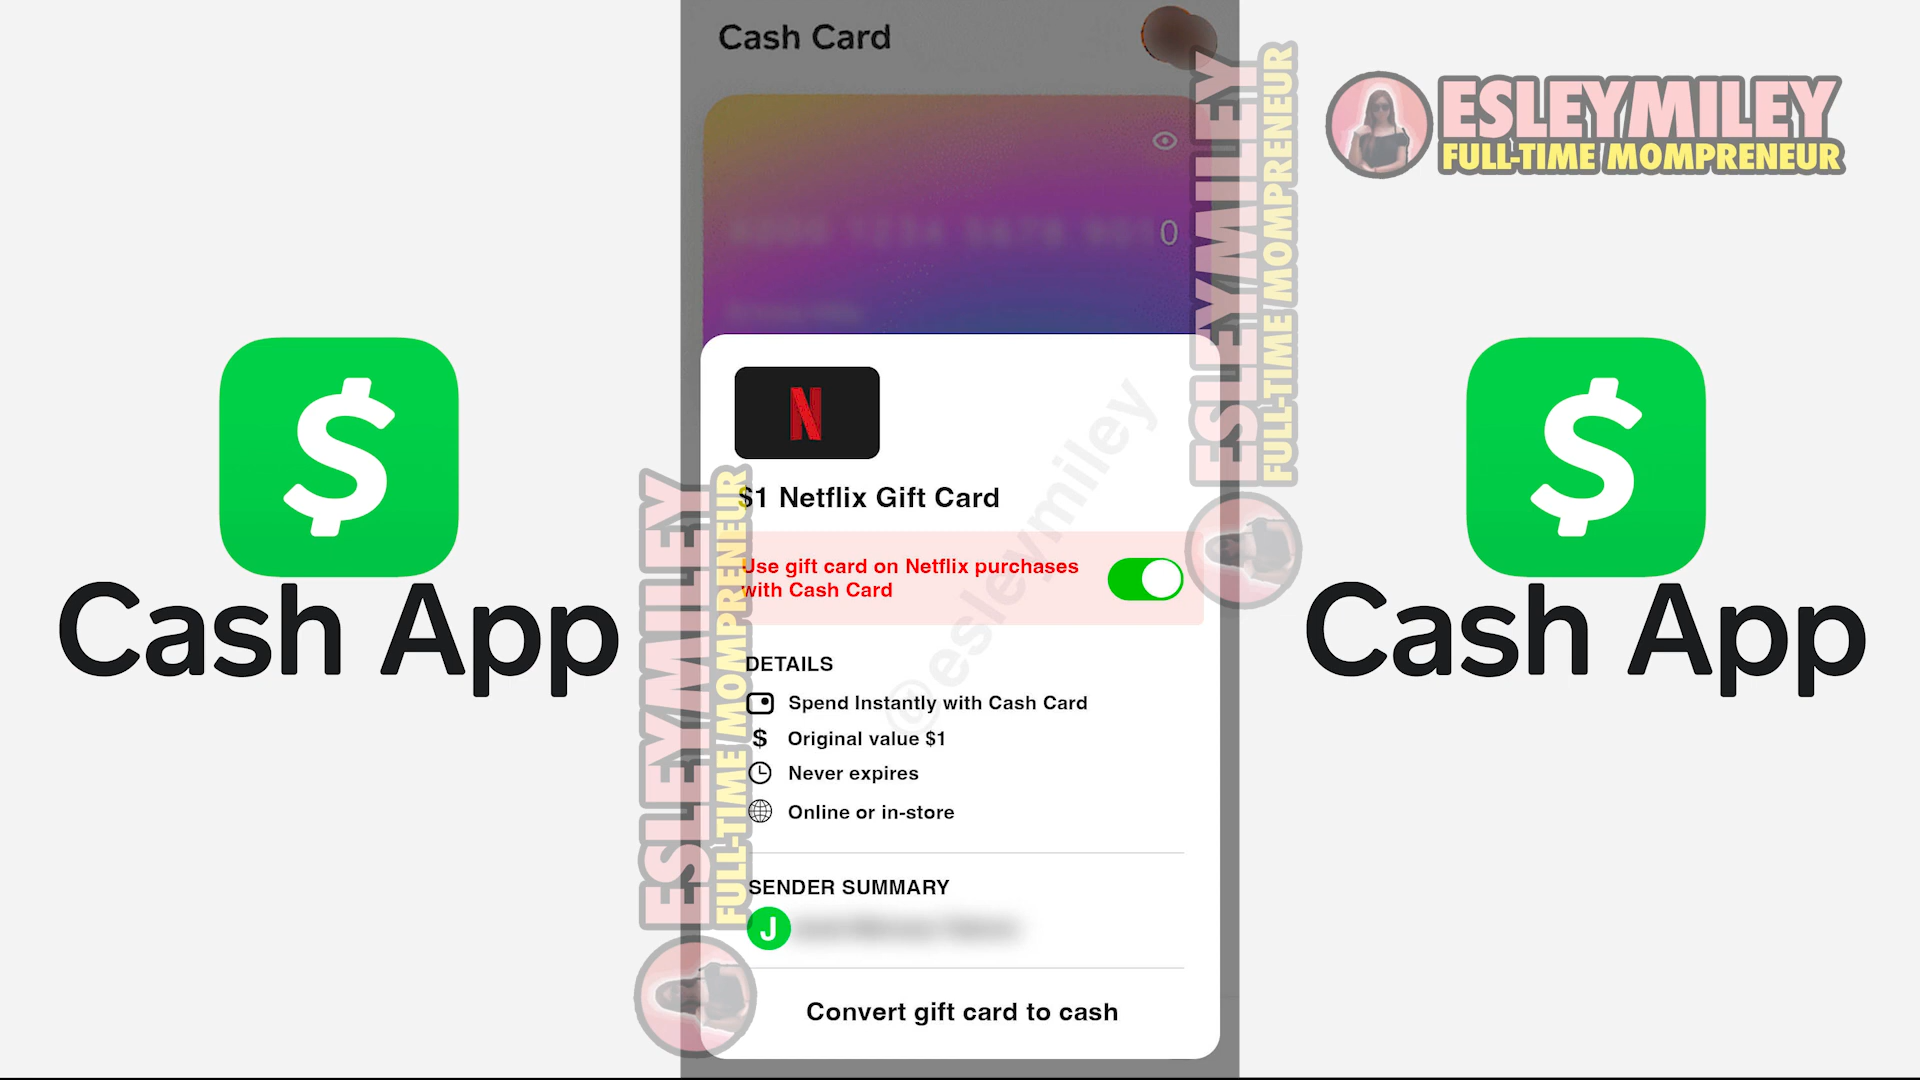 Cash Card
0
ESLEYMILEY
FULL-TIME MOMPRENEUR
ESLEYMILEY
FULL-TIME MOMPRENEUR
N
$1 Netflix Gift Card
Use gift card on Netflix purchases
with Cash Card
DETAILS
Spend Instantly with Cash Card
$ Original value $1
Never expires
Online or in-store
SENDER SUMMARY
J
Convert gift card to cash
@esleymiley
ESLEYMILEY
FULL-TIME MOMPRENEUR
$
Cash App
$
Cash App